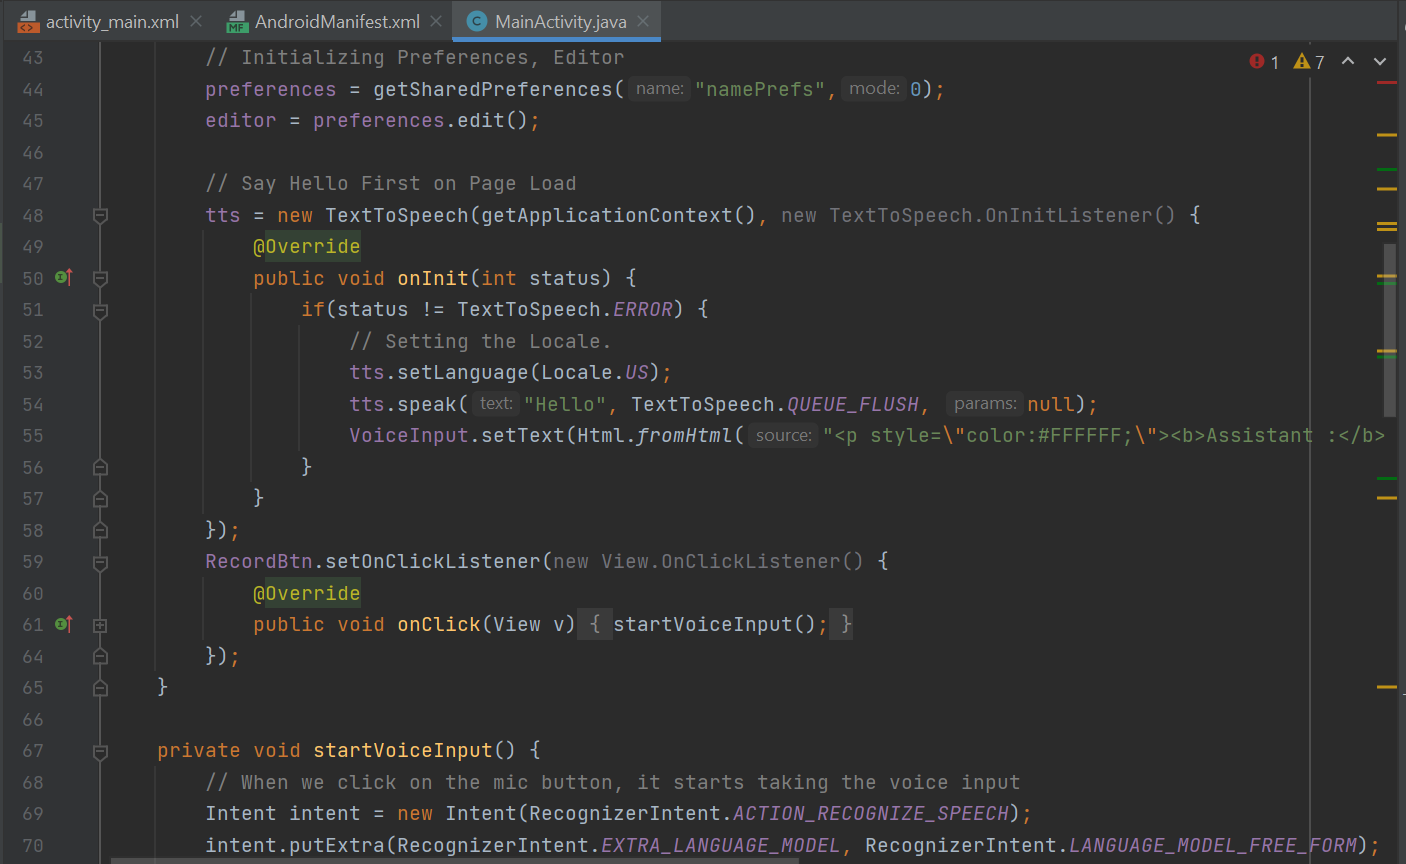 activity_main.xml AndroidManifest.xml MainActivity.java
1 7
43 // Initializing Preferences, Editor
44 preferences = getSharedPreferences( name: "namePrefs", mode: 0);
45 editor = preferences.edit();
46
47 // Say Hello First on Page Load
48 tts = new TextToSpeech(getApplicationContext(), new TextToSpeech.OnInitListener() {
49 @Override
50 public void onInit(int status) {
51 if(status != TextToSpeech.ERROR) {
52 // Setting the Locale.
53 tts.setLanguage(Locale.US);
54 tts.speak( text: "Hello", TextToSpeech.QUEUE_FLUSH, params: null);
55 VoiceInput.setText(Html.fromHtml( source: "<p style=\"color:#FFFFFF;\"><b>Assistant :</b>
56 }
57 }
58 });
59 RecordBtn.setOnClickListener(new View.OnClickListener() {
60 @Override
61 public void onClick(View v) { startVoiceInput(); }
64 });
65 }
66
67 private void startVoiceInput() {
68 // When we click on the mic button, it starts taking the voice input
69 Intent intent = new Intent(RecognizerIntent.ACTION_RECOGNIZE_SPEECH);
70 intent.putExtra(RecognizerIntent.EXTRA_LANGUAGE_MODEL, RecognizerIntent.LANGUAGE_MODEL_FREE_FORM);